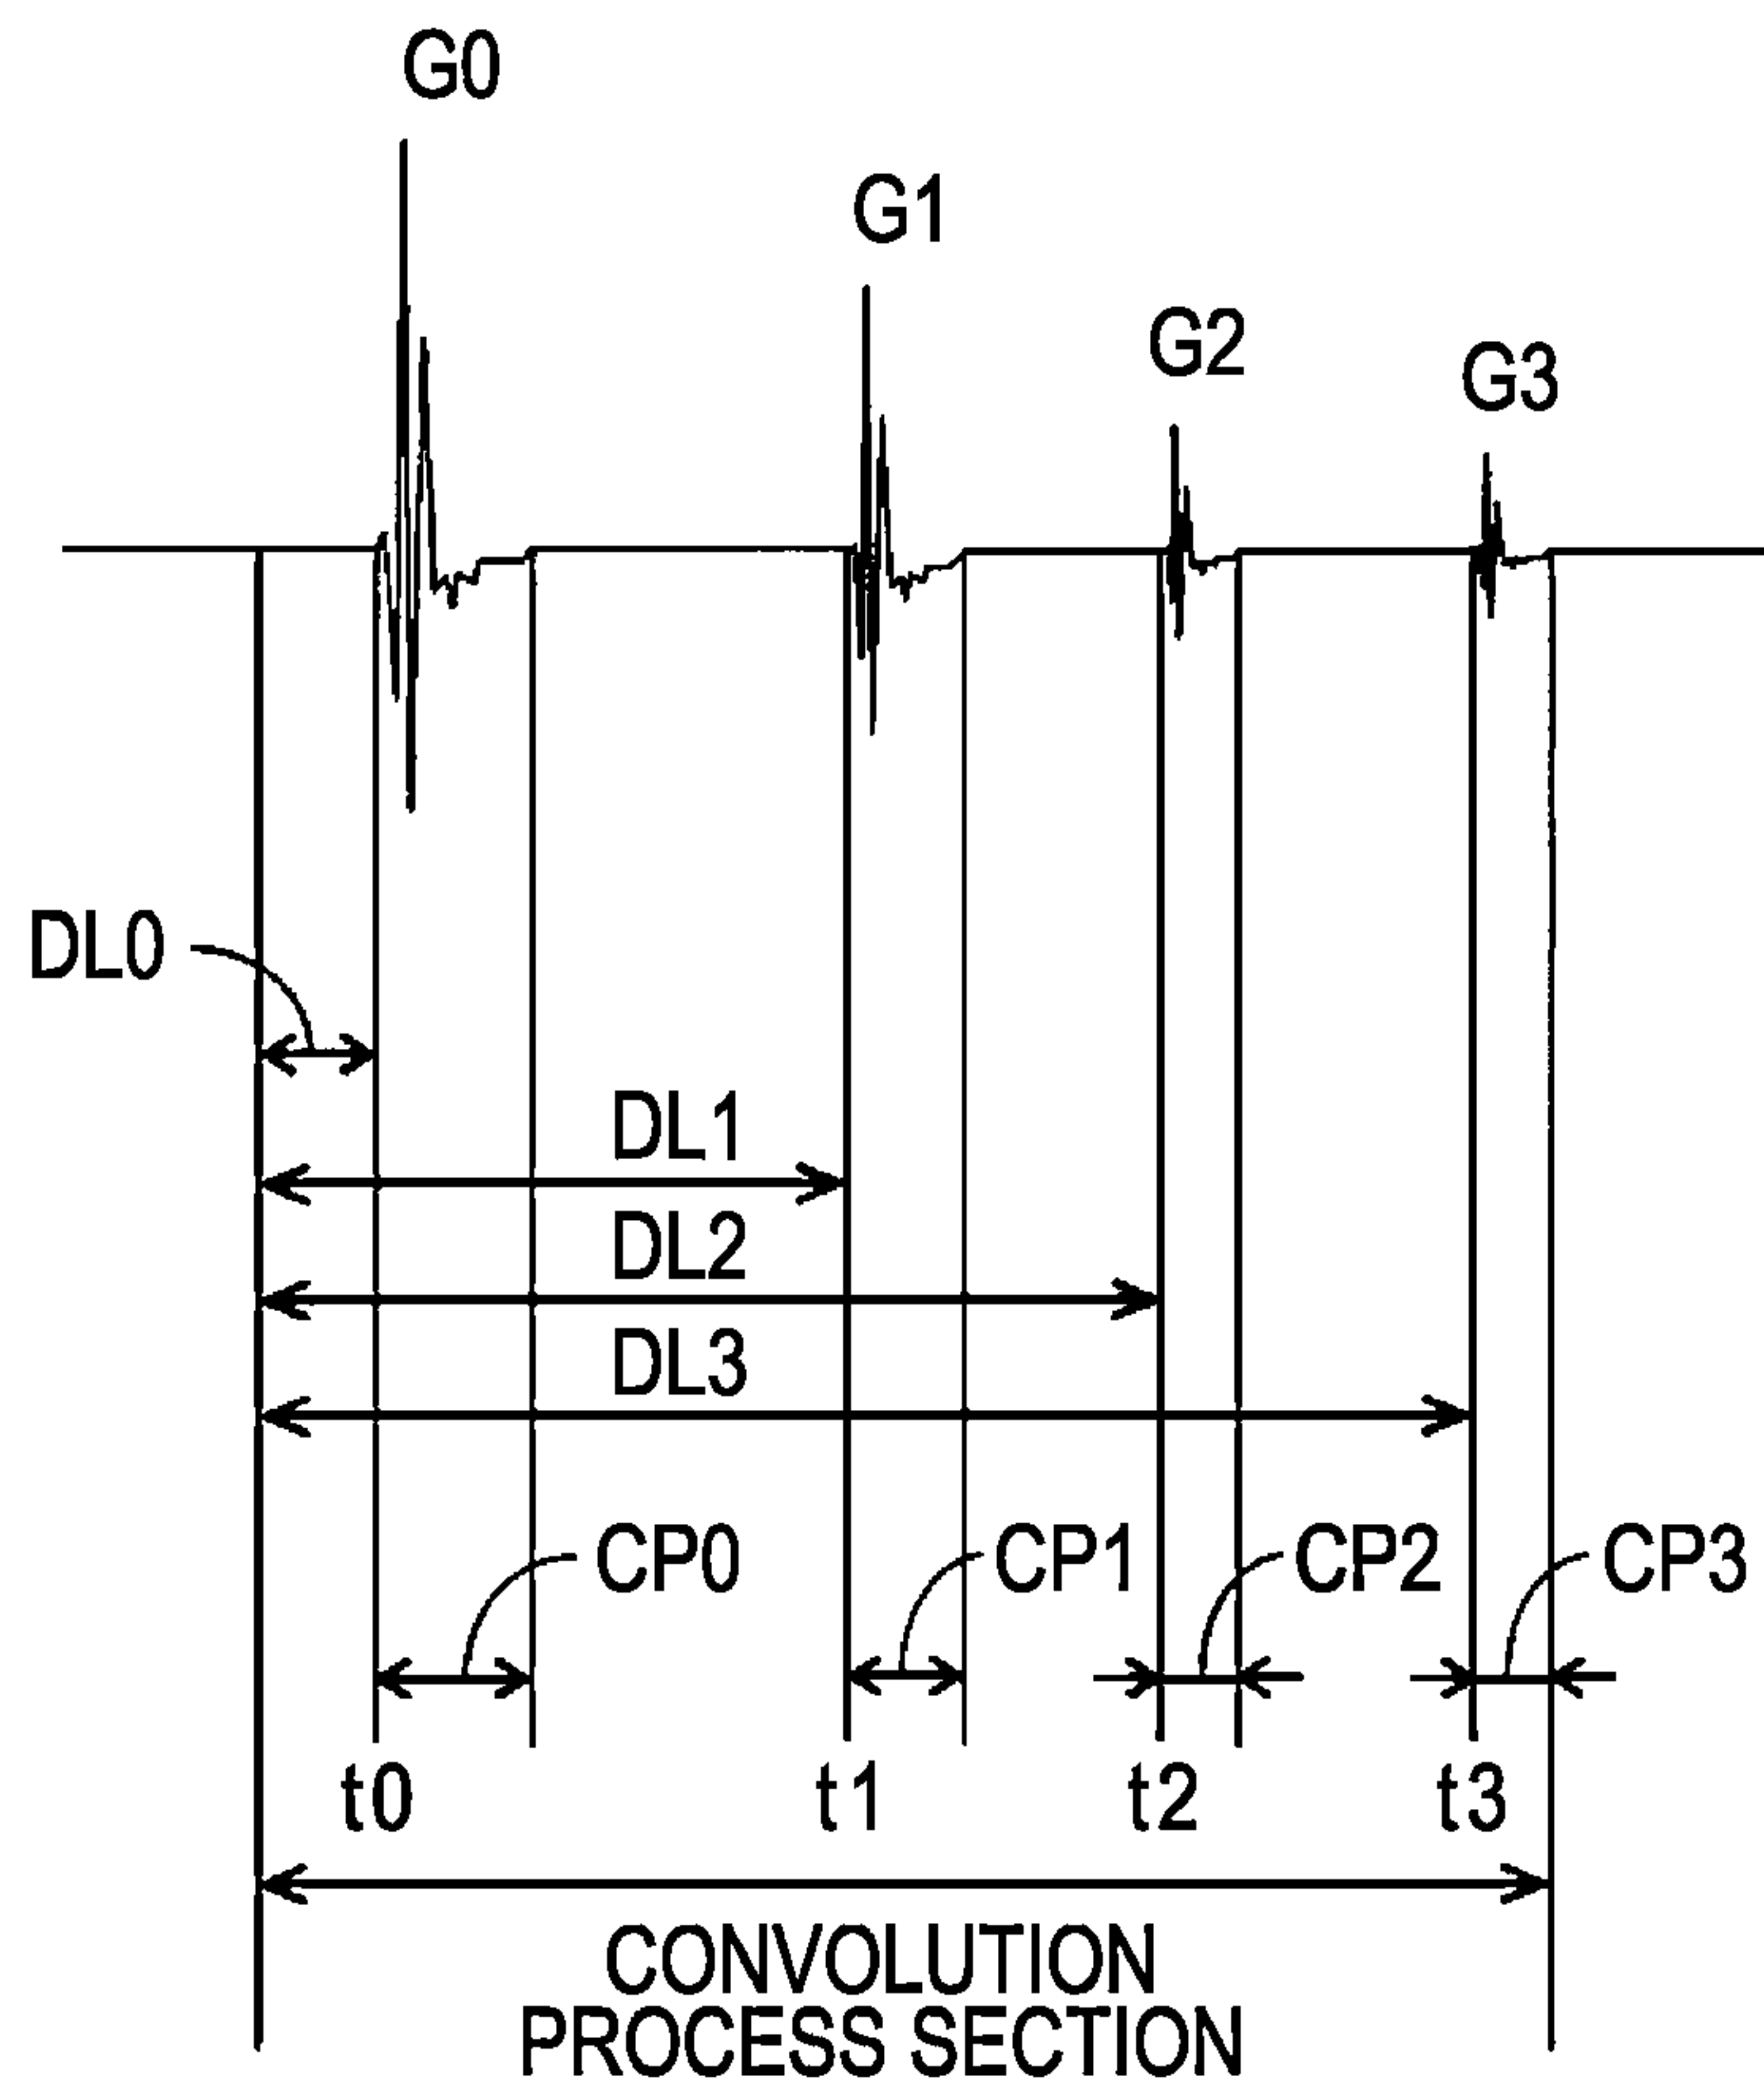 G0
G1
G2
G3
DL0
DL1
DL2
DL3
CP0 CP1 CP2 CP3
t0 t1 t2 t3
CONVOLUTION
PROCESS SECTION